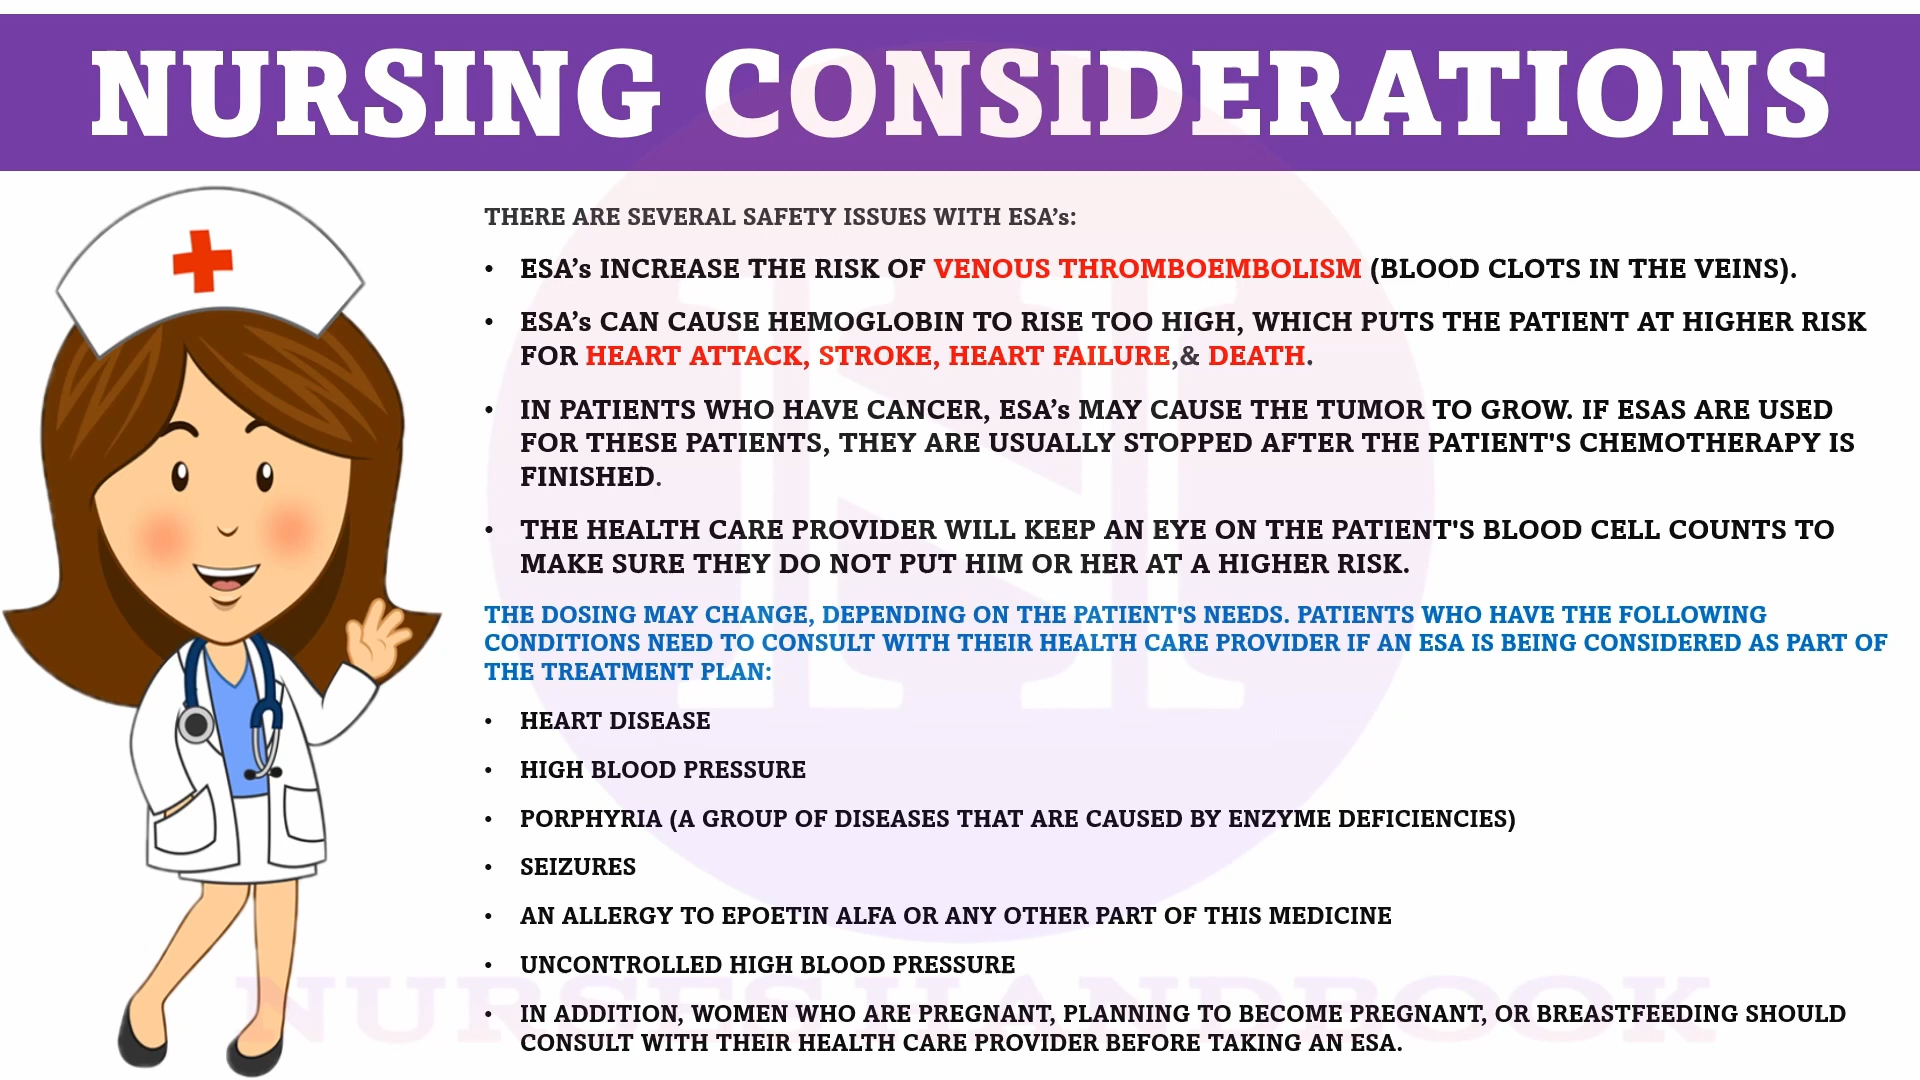 NURSING CONSIDERATIONS
THERE ARE SEVERAL SAFETY ISSUES WITH ESA's:
• ESA's INCREASE THE RISK OF VENOUS THROMBOEMBOLISM (BLOOD CLOTS IN THE VEINS).
• ESA's CAN CAUSE HEMOGLOBIN TO RISE TOO HIGH, WHICH PUTS THE PATIENT AT HIGHER RISK
FOR HEART ATTACK, STROKE, HEART FAILURE,& DEATH.
• IN PATIENTS WHO HAVE CANCER, ESA's MAY CAUSE THE TUMOR TO GROW. IF ESAS ARE USED
FOR THESE PATIENTS, THEY ARE USUALLY STOPPED AFTER THE PATIENT'S CHEMOTHERAPY IS
FINISHED.
• THE HEALTH CARE PROVIDER WILL KEEP AN EYE ON THE PATIENT'S BLOOD CELL COUNTS TO
MAKE SURE THEY DO NOT PUT HIM OR HER AT A HIGHER RISK.
THE DOSING MAY CHANGE, DEPENDING ON THE PATIENT'S NEEDS. PATIENTS WHO HAVE THE FOLLOWING
CONDITIONS NEED TO CONSULT WITH THEIR HEALTH CARE PROVIDER IF AN ESA IS BEING CONSIDERED AS PART OF
THE TREATMENT PLAN:
• HEART DISEASE
• HIGH BLOOD PRESSURE
• PORPHYRIA (A GROUP OF DISEASES THAT ARE CAUSED BY ENZYME DEFICIENCIES)
• SEIZURES
• AN ALLERGY TO EPOETIN ALFA OR ANY OTHER PART OF THIS MEDICINE
• UNCONTROLLED HIGH BLOOD PRESSURE
• IN ADDITION, WOMEN WHO ARE PREGNANT, PLANNING TO BECOME PREGNANT, OR BREASTFEEDING SHOULD
CONSULT WITH THEIR HEALTH CARE PROVIDER BEFORE TAKING AN ESA.
NURSES HANDBOOK